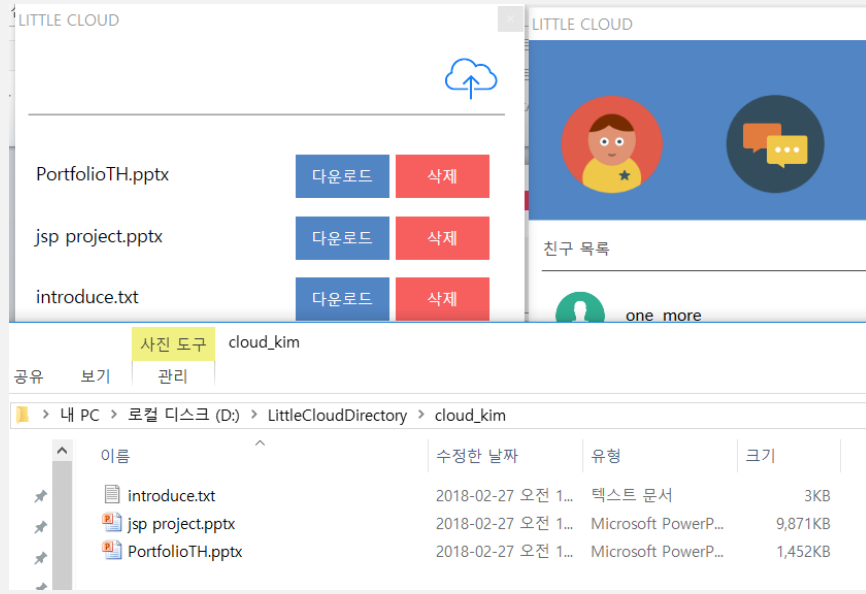 LITTLE CLOUD
PortfolioTH.pptx 다운로드 삭제
jsp project.pptx 다운로드 삭제
introduce.txt 다운로드 삭제
LITTLE CLOUD
친구 목록
one_more
사진 도구 cloud_kim
공유 보기 관리
내 PC > 로컬 디스크 (D:) > LittleCloudDirectory > cloud_kim
이름 수정한 날짜 유형 크기
introduce.txt 2018-02-27 오전 1... 텍스트 문서 3KB
jsp project.pptx 2018-02-27 오전 1... Microsoft PowerP... 9,871KB
PortfolioTH.pptx 2018-02-27 오전 1... Microsoft PowerP... 1,452KB